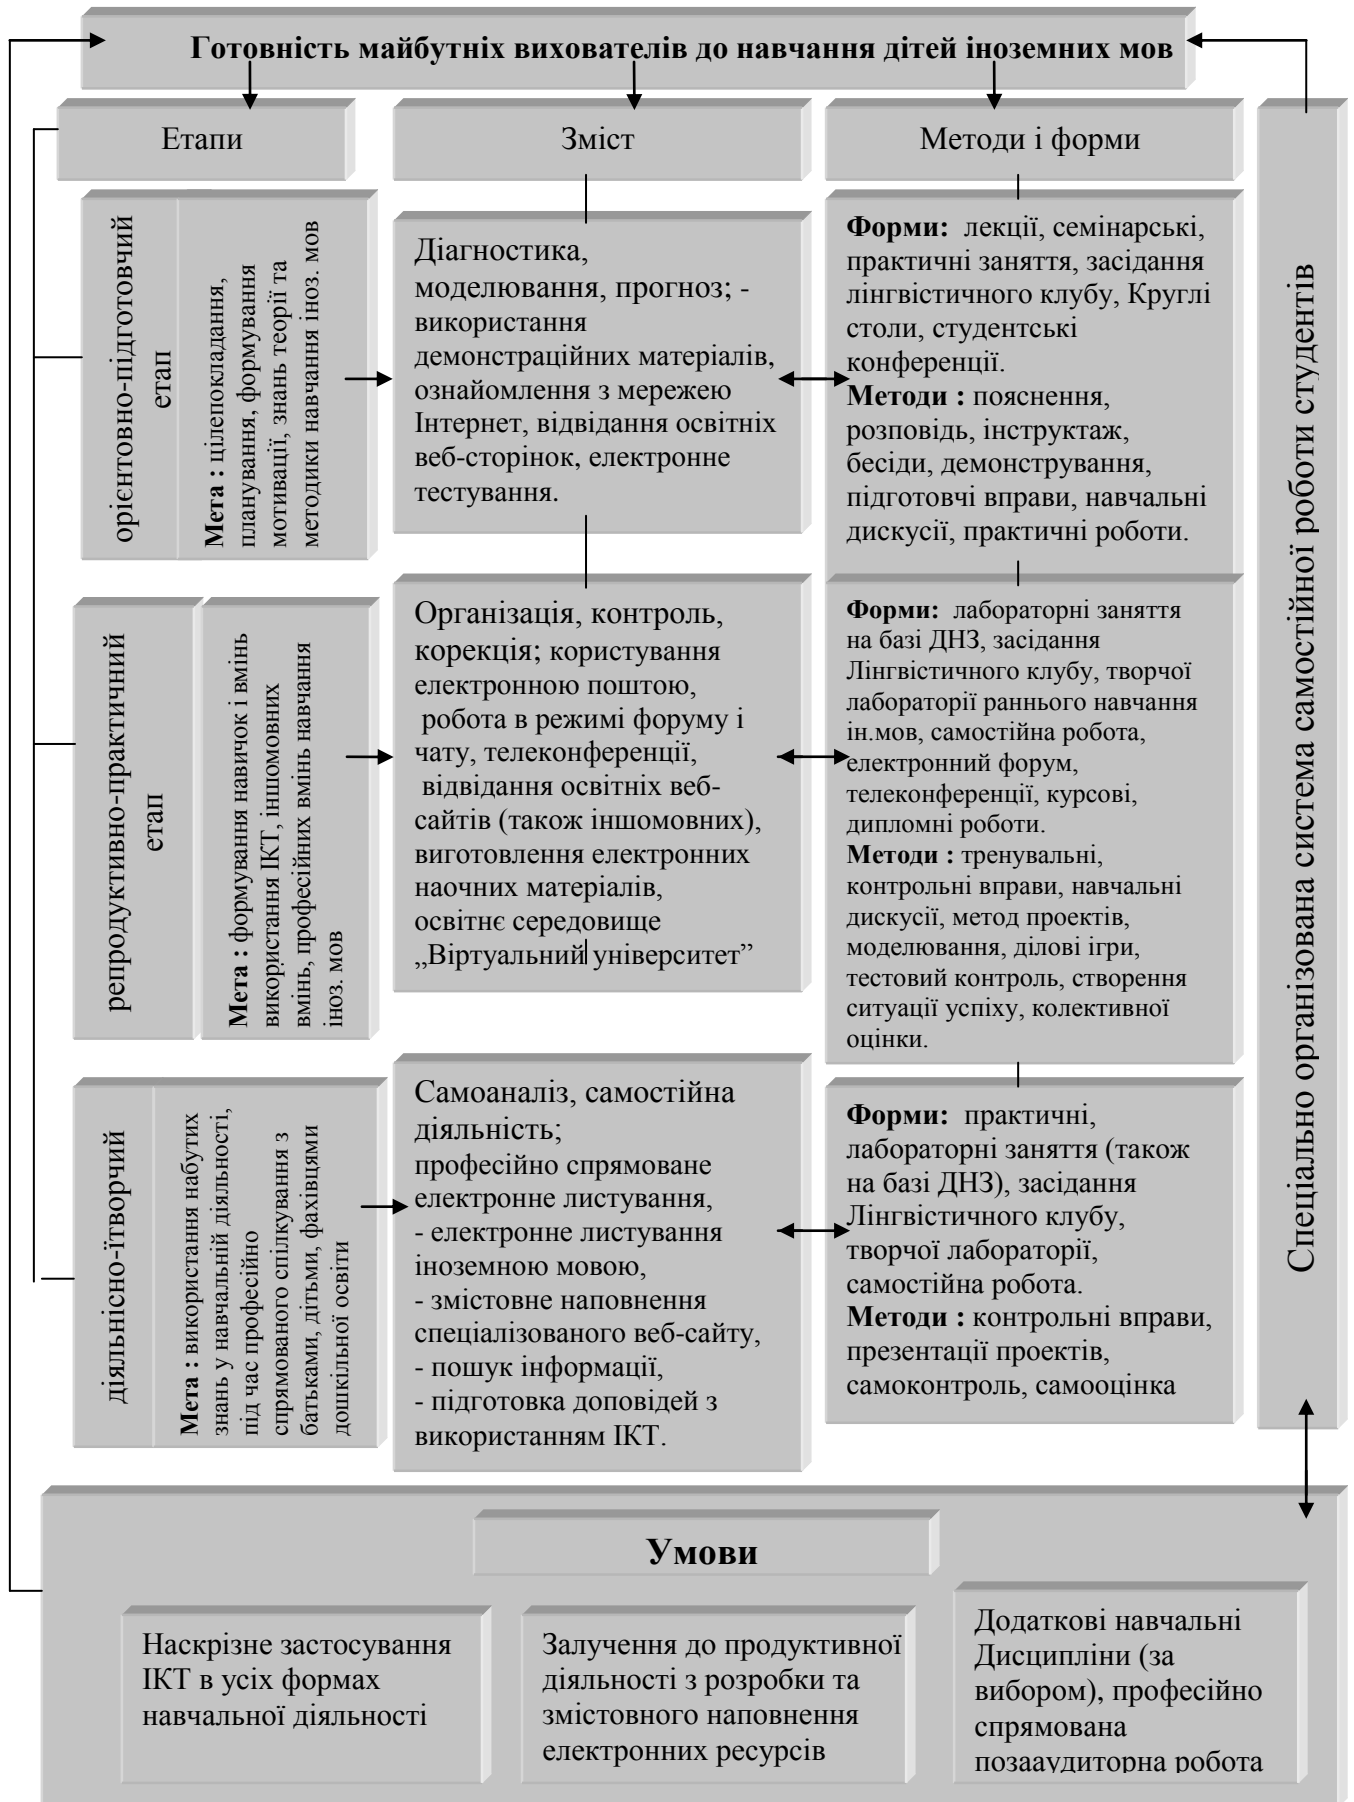 Готовність майбутніх вихователів до навчання дітей іноземних мов
Етапи
Зміст
Методи і форми
орієнтовно-підготовчий
етап
Мета : цілепокладання,
планування, формування
мотивації, знань теорії та
методики навчання іноз. мов
Діагностика,
моделювання, прогноз; -
використання
демонстраційних матеріалів,
ознайомлення з мережею
Інтернет, відвідання освітніх
веб-сторінок, електронне
тестування.
Форми: лекції, семінарські,
практичні заняття, засідання
лінгвістичного клубу, Круглі
столи, студентські
конференції.
Методи : пояснення,
розповідь, інструктаж,
бесіди, демонстрування,
підготовчі вправи, навчальні
дискусії, практичні роботи.
репродуктивно-практичний
етап
Мета : формування навичок і вмінь
використання ІКТ, іншомовних
вмінь, професійних вмінь навчання
іноз. мов
Організація, контроль,
корекція; користування
електронною поштою,
робота в режимі форуму і
чату, телеконференції,
відвідання освітніх веб-
сайтів (також іншомовних),
виготовлення електронних
наочних матеріалів,
освітнє середовище
„Віртуальний університет”
Форми: лабораторні заняття
на базі ДНЗ, засідання
Лінгвістичного клубу, творчої
лабораторії раннього навчання
ін.мов, самостійна робота,
електронний форум,
телеконференції, курсові,
дипломні роботи.
Методи : тренувальні,
контрольні вправи, навчальні
дискусії, метод проектів,
моделювання, ділові ігри,
тестовий контроль, створення
ситуації успіху, колективної
оцінки.
діяльнісно-їтворчий
Мета : використання набутих
знань у навчальній діяльності,
під час професійно
спрямованого спілкування з
батьками, дітьми, фахівцями
дошкільної освіти
Самоаналіз, самостійна
діяльність;
професійно спрямоване
електронне листування,
- електронне листування
іноземною мовою,
- змістовне наповнення
спеціалізованого веб-сайту,
- пошук інформації,
- підготовка доповідей з
використанням ІКТ.
Форми: практичні,
лабораторні заняття (також
на базі ДНЗ), засідання
Лінгвістичного клубу,
творчої лабораторії,
самостійна робота.
Методи : контрольні вправи,
презентації проектів,
самоконтроль, самооцінка
Спеціально організована система самостійної роботи студентів
Умови
Наскрізне застосування
ІКТ в усіх формах
навчальної діяльності
Залучення до продуктивної
діяльності з розробки та
змістовного наповнення
електронних ресурсів
Додаткові навчальні
Дисципліни (за
вибором), професійно
спрямована
позааудиторна робота